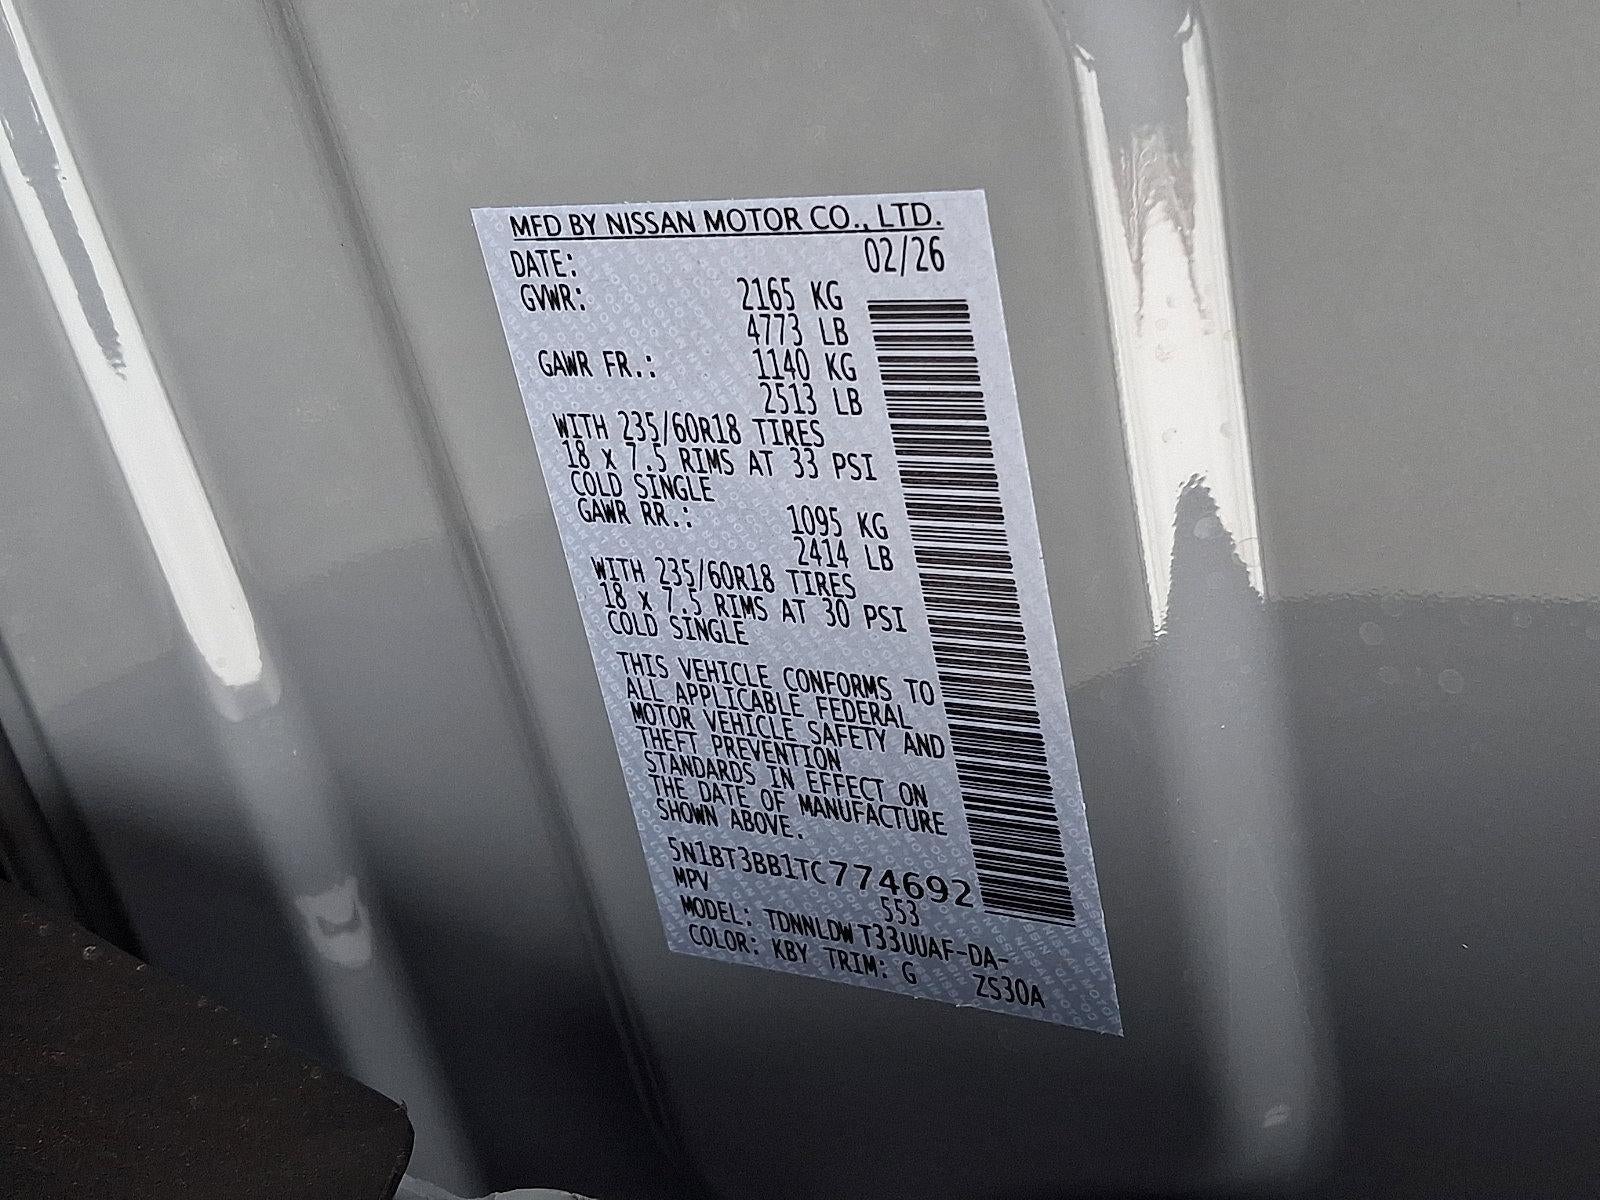 MFD BY NISSAN MOTOR CO., LTD.
DATE: 02/26
GVWR: 2165 KG
4773 LB
GAWR FR.: 1140 KG
2513 LB
WITH 235/60R18 TIRES
18 X 7.5 RIMS AT 33 PSI
COLD SINGLE
GAWR RR.: 1095 KG
2414 LB
WITH 235/60R18 TIRES
18 X 7.5 RIMS AT 30 PSI
COLD SINGLE
THIS VEHICLE CONFORMS TO
ALL APPLICABLE FEDERAL
MOTOR VEHICLE SAFETY AND
THEFT PREVENTION
STANDARDS IN EFFECT ON
THE DATE OF MANUFACTURE
SHOWN ABOVE.
5N1BT3BB1TC774692
MPV 553
MODEL: TDNNLDWT33UUAF-DA-
COLOR: KBY TRIM: G ZS30A